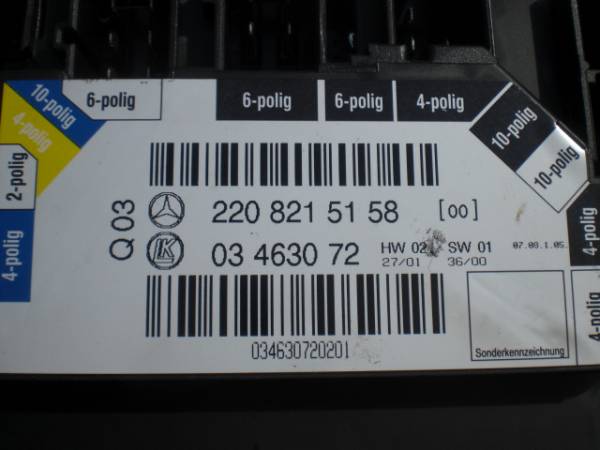 10-polig
4-polig
6-polig
6-polig
6-polig
4-polig
10-polig
10-polig
2-polig
4-polig
4-polig
4-polig
Q 03
220 821 51 58 [00]
LK
03 4630 72
HW 02 SW 01
27/01 36/00
07.08.1.05.
034630720201
Sonderkennzeichnung